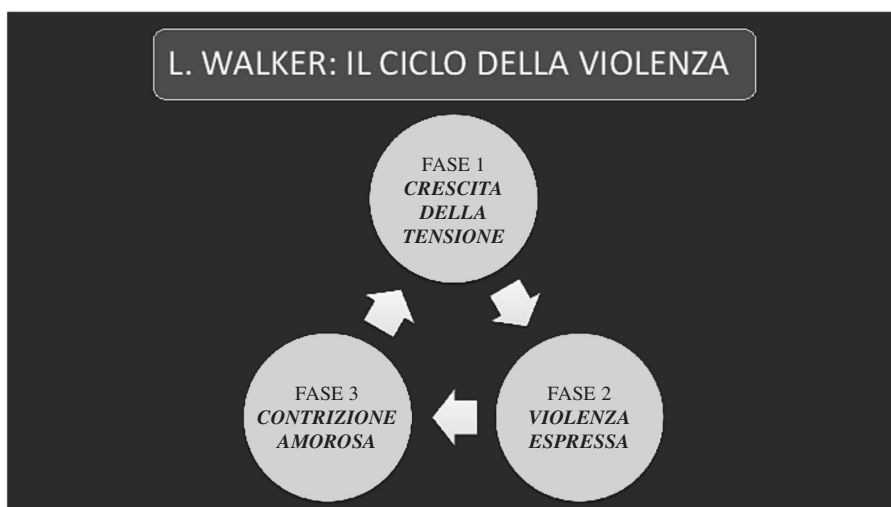 L. WALKER: IL CICLO DELLA VIOLENZA
FASE 1
CRESCITA
DELLA
TENSIONE
FASE 2
VIOLENZA
ESPRESSA
FASE 3
CONTRIZIONE
AMOROSA